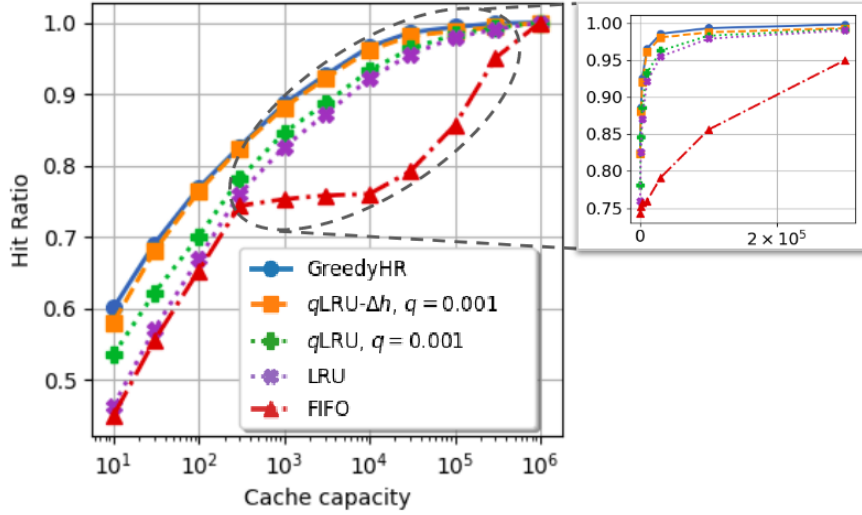 1.0
0.9
0.8
0.7
0.6
0.5
Hit Ratio
10¹
10²
10³
10⁴
10⁵
10⁶
Cache capacity
GreedyHR
qLRU-Δh, q = 0.001
qLRU, q = 0.001
LRU
FIFO
1.00
0.95
0.90
0.85
0.80
0.75
0
2 × 10⁵